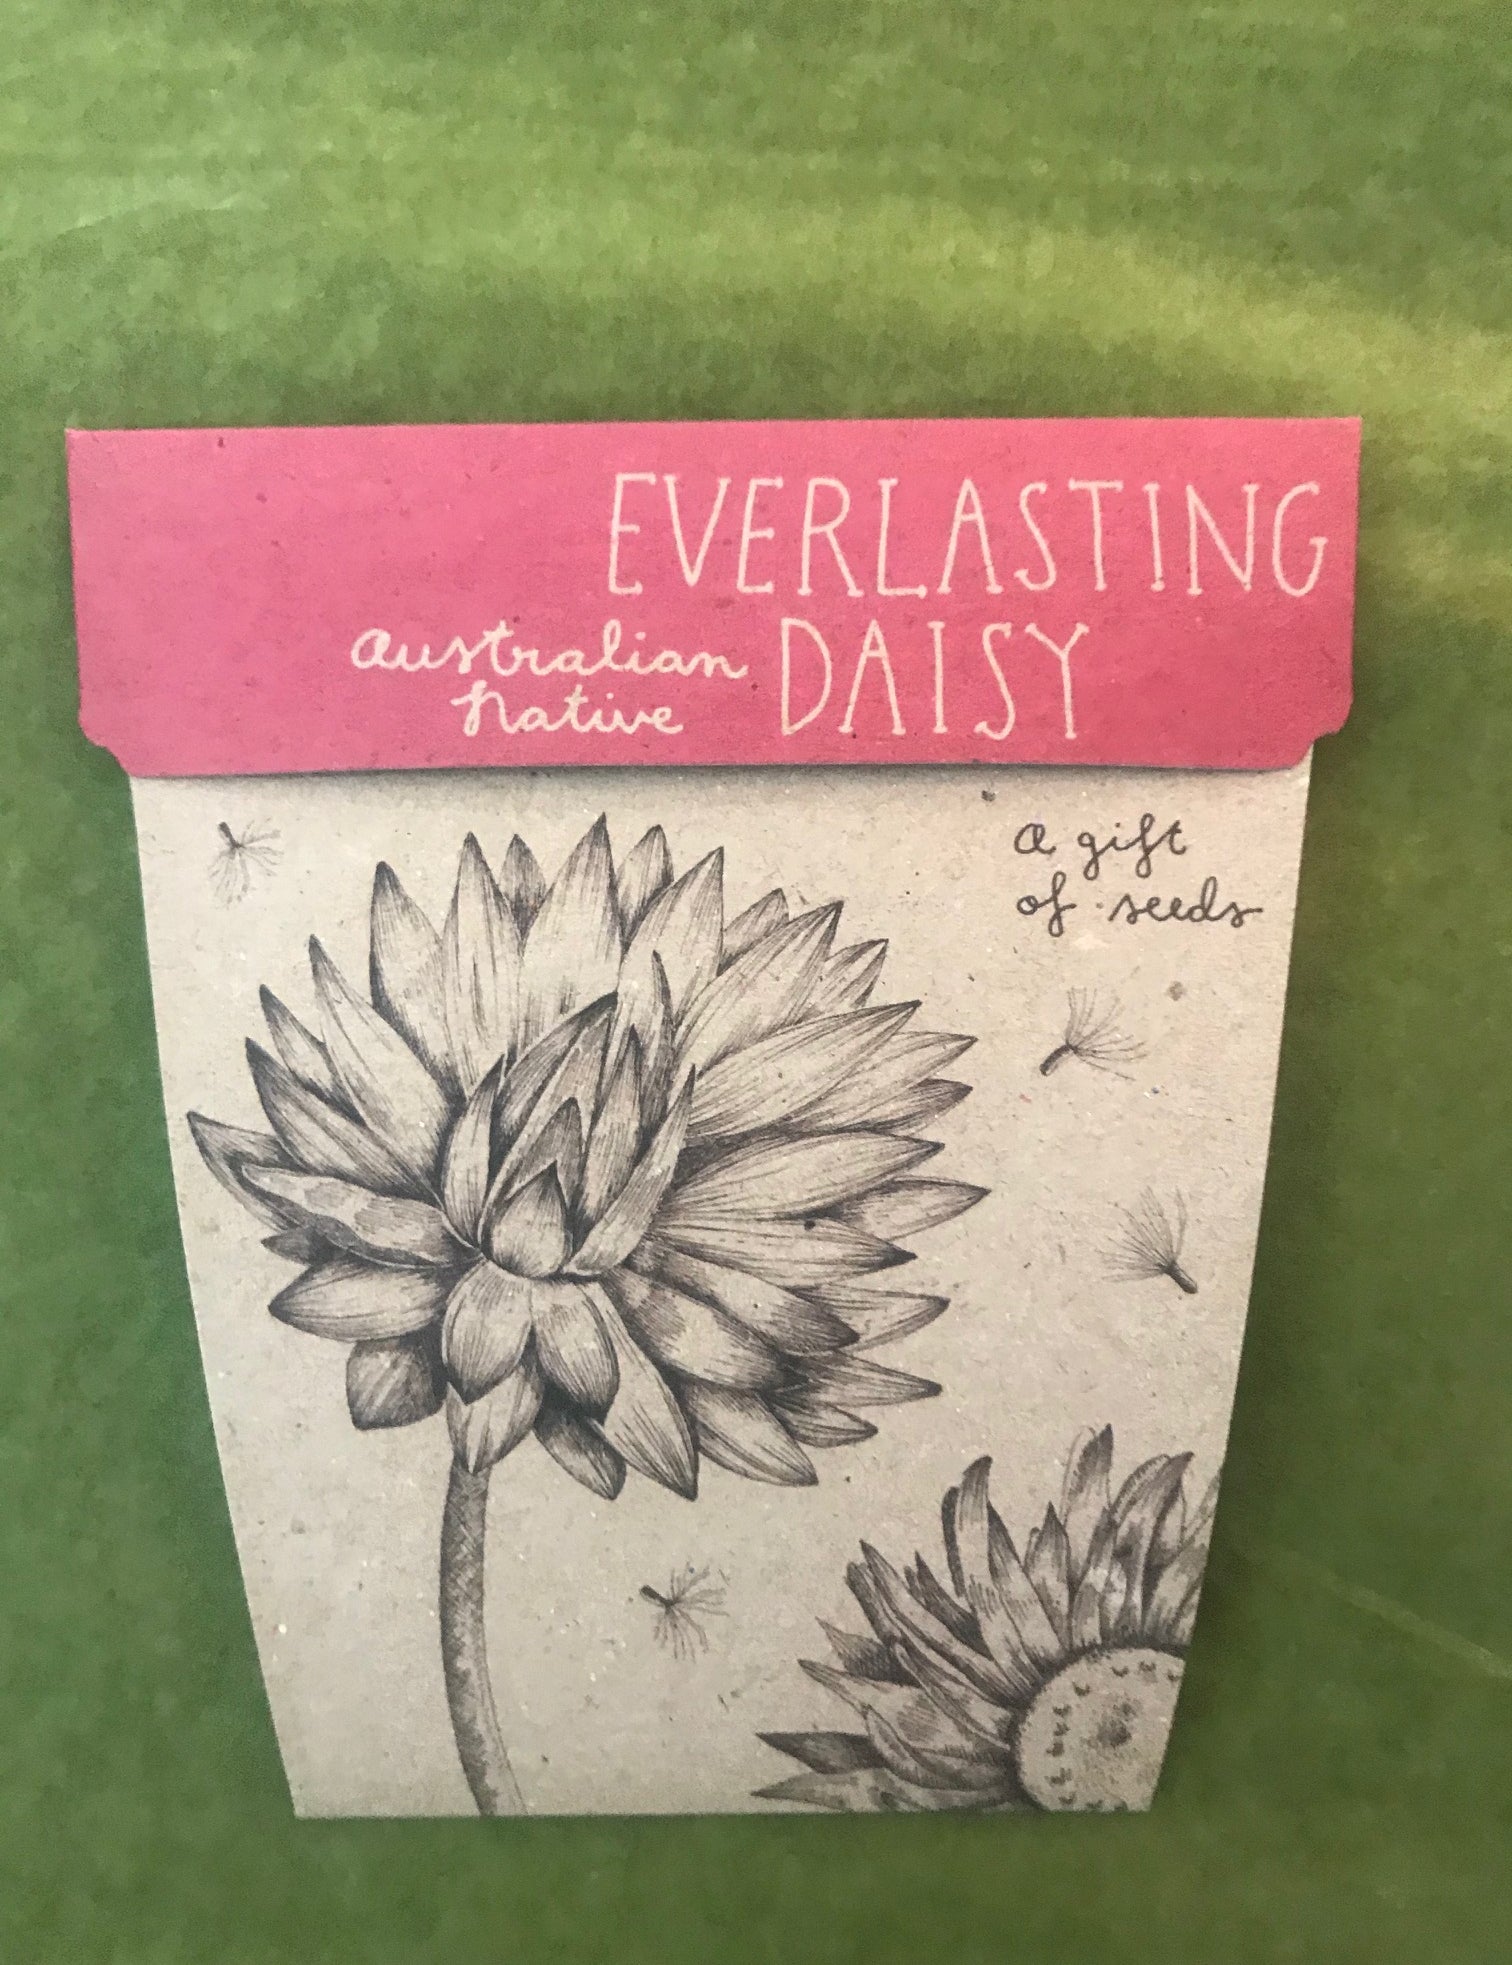 EVERLASTING
australian
native
DAISY
a gift
of seeds